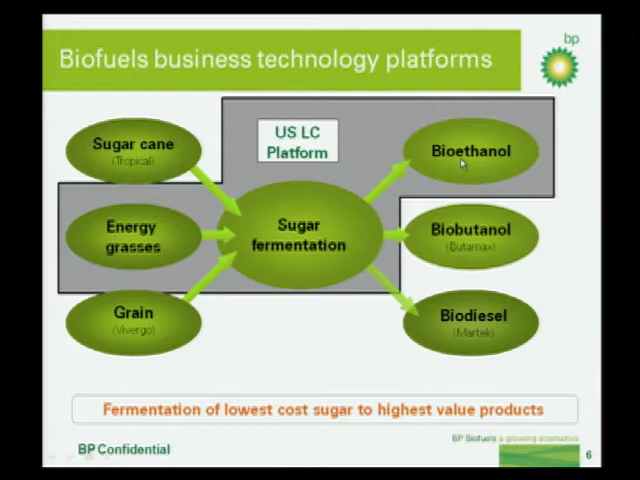 bp
Biofuels business technology platforms
US LC
Platform
Sugar cane
(Tropical)
Bioethanol
Energy
grasses
Sugar
fermentation
Biobutanol
(Butamax)
Grain
(Vivergo)
Biodiesel
(Martek)
Fermentation of lowest cost sugar to highest value products
BP Biofuels a growing alternative
BP Confidential
6